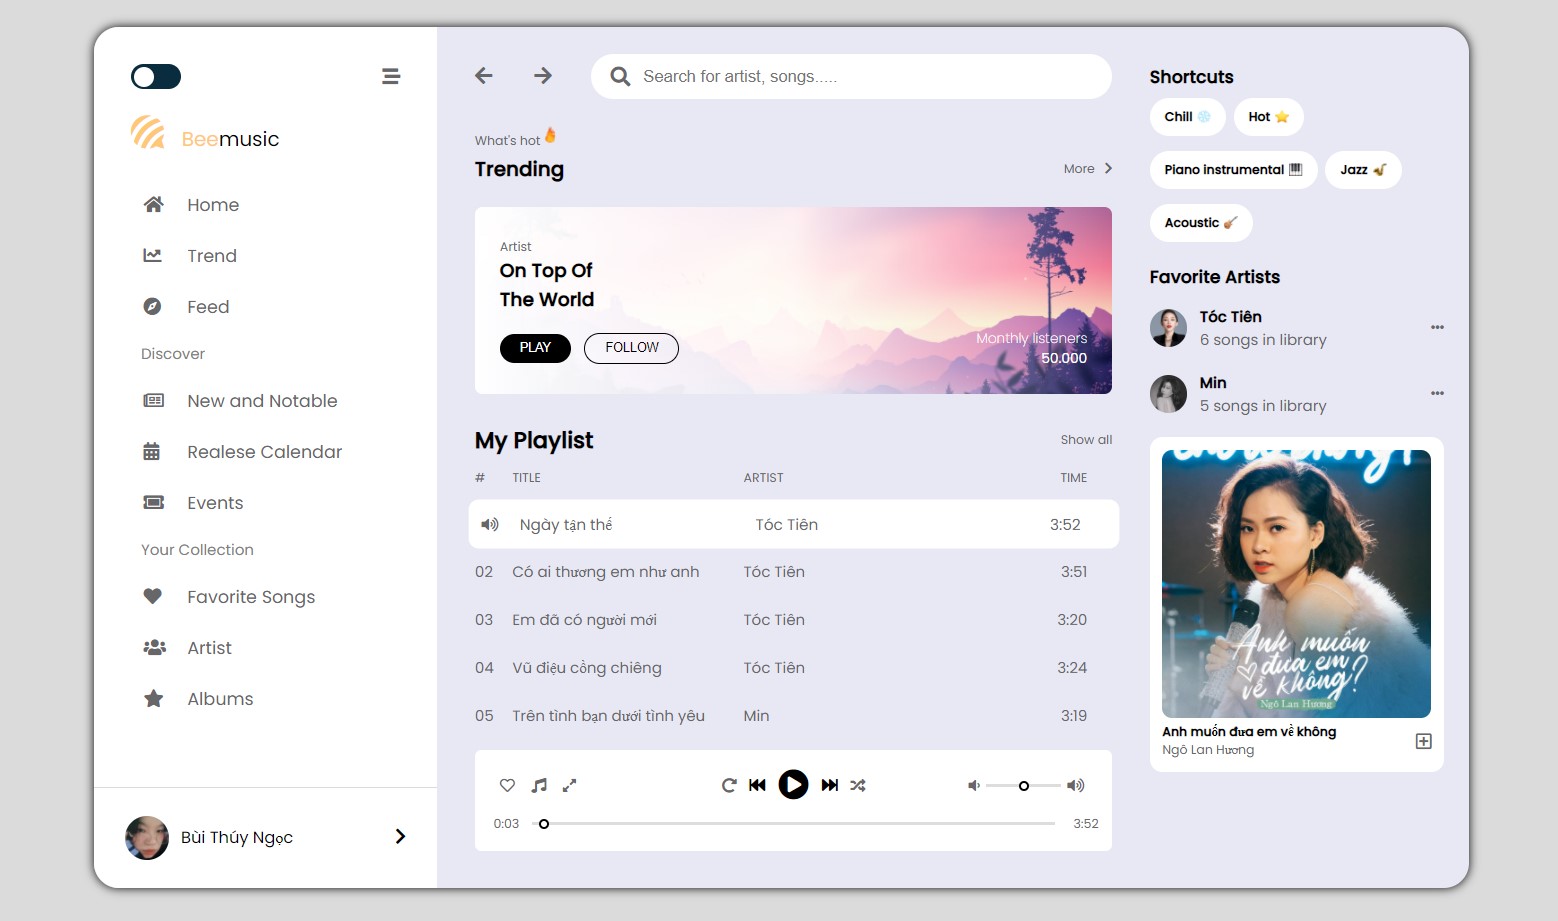 Beemusic
Home
Trend
Feed
Discover
New and Notable
Realese Calendar
Events
Your Collection
Favorite Songs
Artist
Albums
Bùi Thúy Ngọc
Search for artist, songs.....
What's hot
Trending
More
Artist
On Top Of
The World
PLAY
FOLLOW
Monthly listeners
50.000
My Playlist
Show all
# TITLE ARTIST TIME
Ngày tận thế Tóc Tiên 3:52
02 Có ai thương em như anh Tóc Tiên 3:51
03 Em đã có người mới Tóc Tiên 3:20
04 Vũ điệu cồng chiêng Tóc Tiên 3:24
05 Trên tình bạn dưới tình yêu Min 3:19
0:03
3:52
Shortcuts
Chill
Hot
Piano instrumental
Jazz
Acoustic
Favorite Artists
Tóc Tiên
6 songs in library
Min
5 songs in library
Anh muốn
đưa em
về không?
Ngô Lan Hương
Anh muốn đưa em về không
Ngô Lan Hương